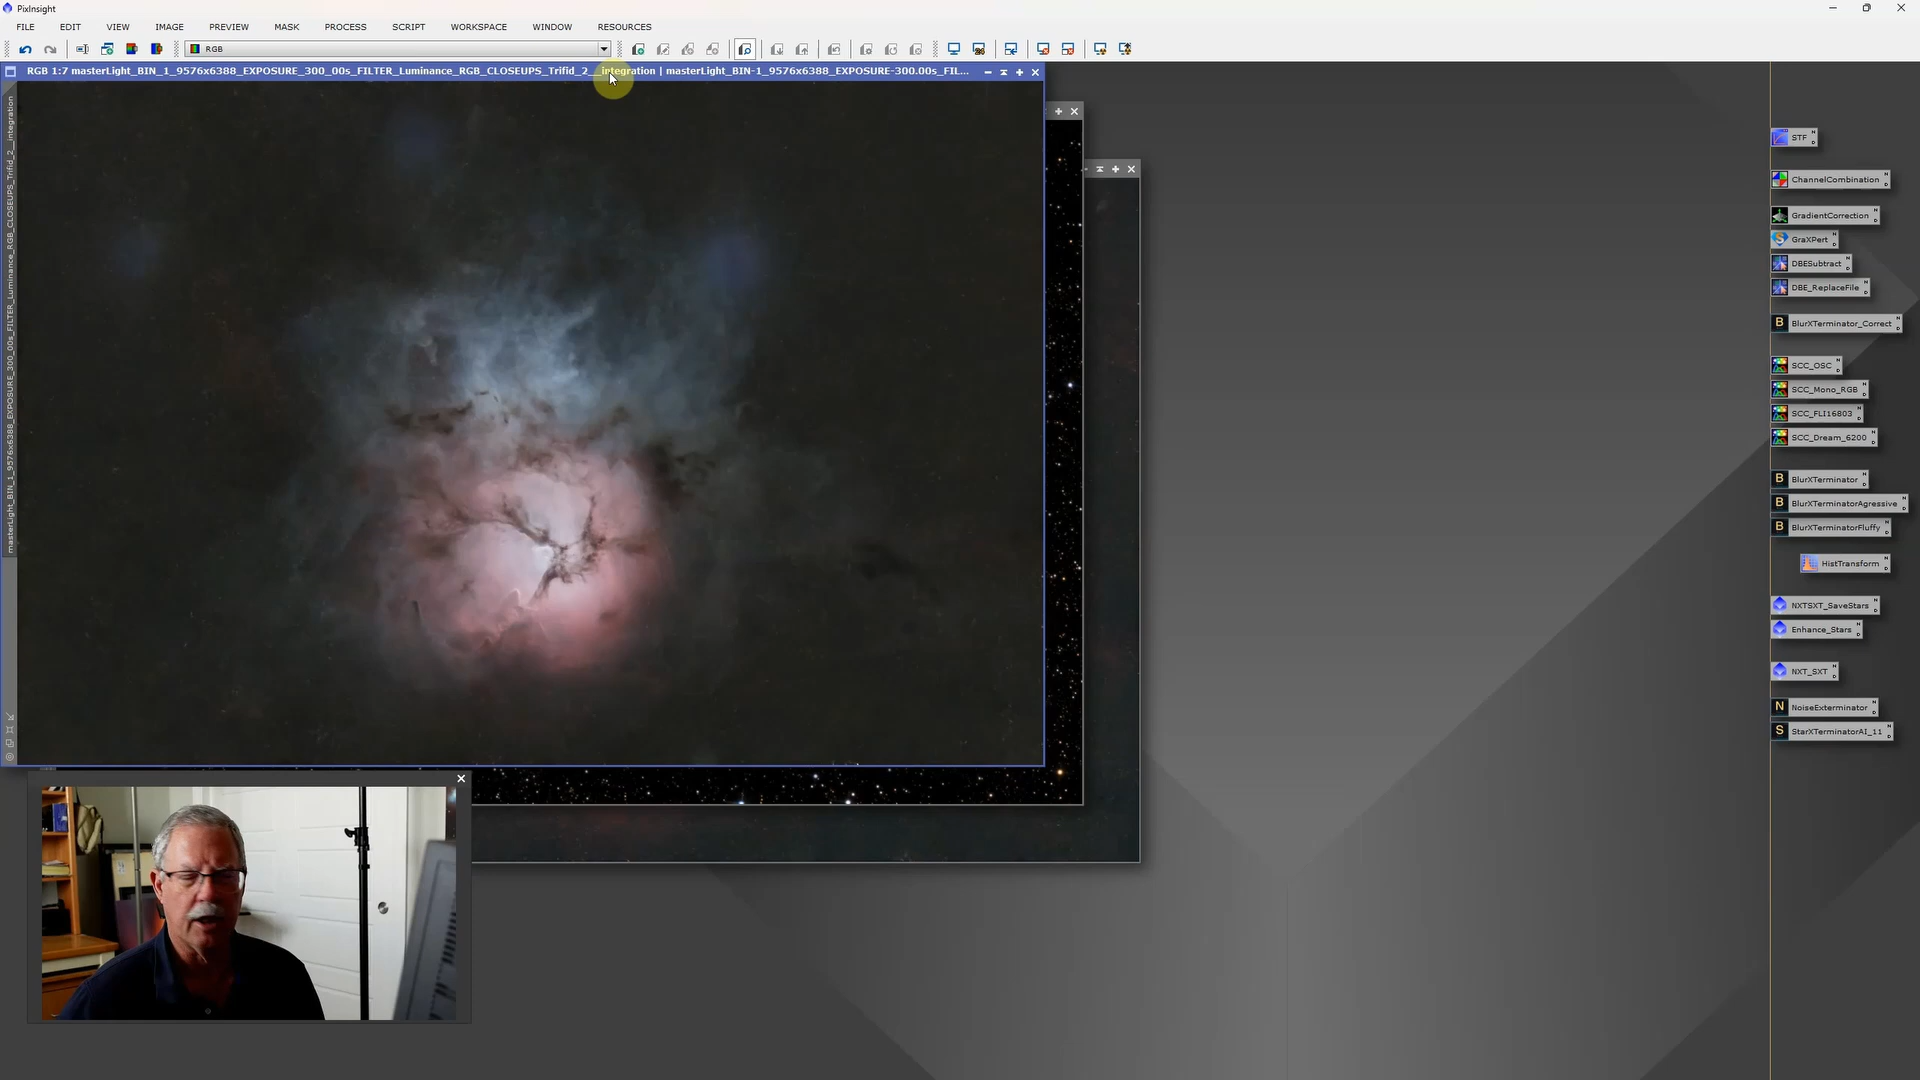 PixInsight
FILE EDIT VIEW IMAGE PREVIEW MASK PROCESS SCRIPT WORKSPACE WINDOW RESOURCES
RGB
RGB 1:7 masterLight_BIN_1_9576x6388_EXPOSURE_300_00s_FILTER_Luminance_RGB_CLOSEUPS_Trifid_2__integration | masterLight_BIN-1_9576x6388_EXPOSURE-300.00s_FIL...
masterLight_BIN_1_9576x6388_EXPOSURE_300_00s_FILTER_Luminance_RGB_CLOSEUPS_Trifid_2__integration
STF
ChannelCombination
GradientCorrection
GraXPert
DBESubtract
DBE_ReplaceFile
B BlurXTerminator_Correct
SCC_OSC
SCC_Mono_RGB
SCC_FLI16803
SCC_Dream_6200
B BlurXTerminator
B BlurXTerminatorAgressive
B BlurXTerminatorFluffy
HistTransform
NXTSXT_SaveStars
Enhance_Stars
NXT_SXT
N NoiseExterminator
S StarXTerminatorAI_11